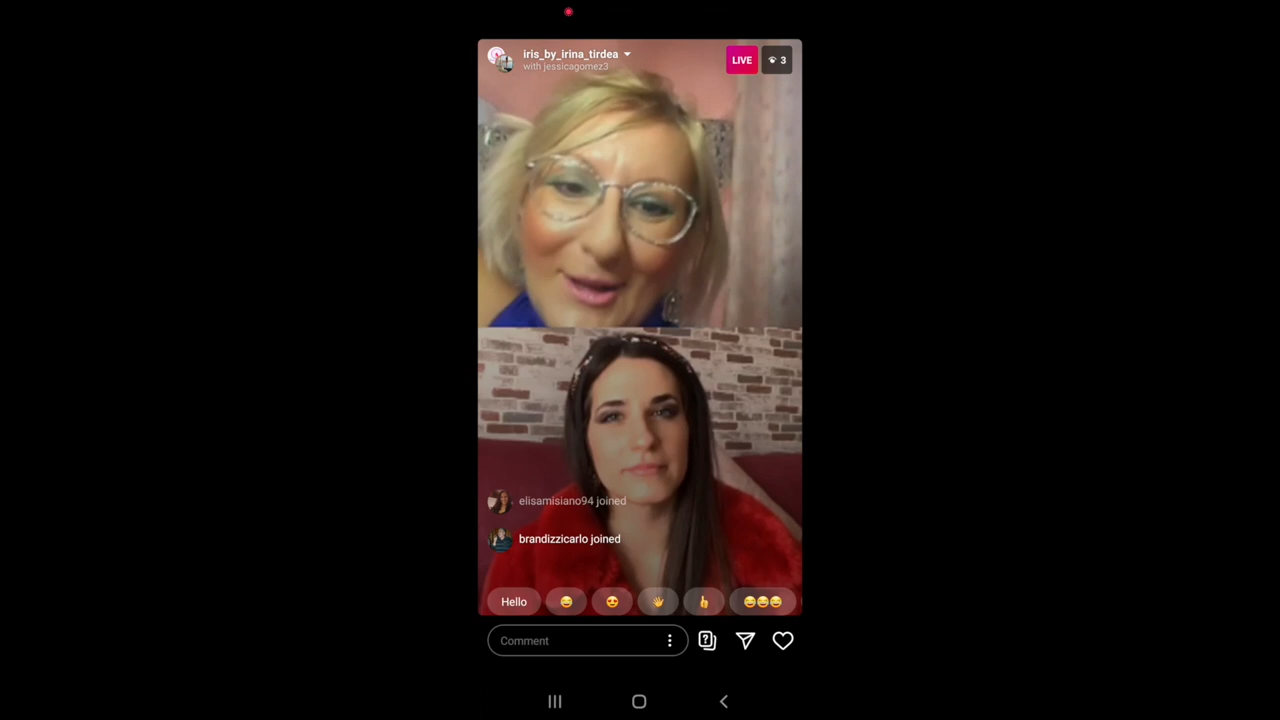 iris_by_irina_tirdea
with jessicagomez3
LIVE
3
elisamisiano94 joined
brandizzicarlo joined
Hello
Comment